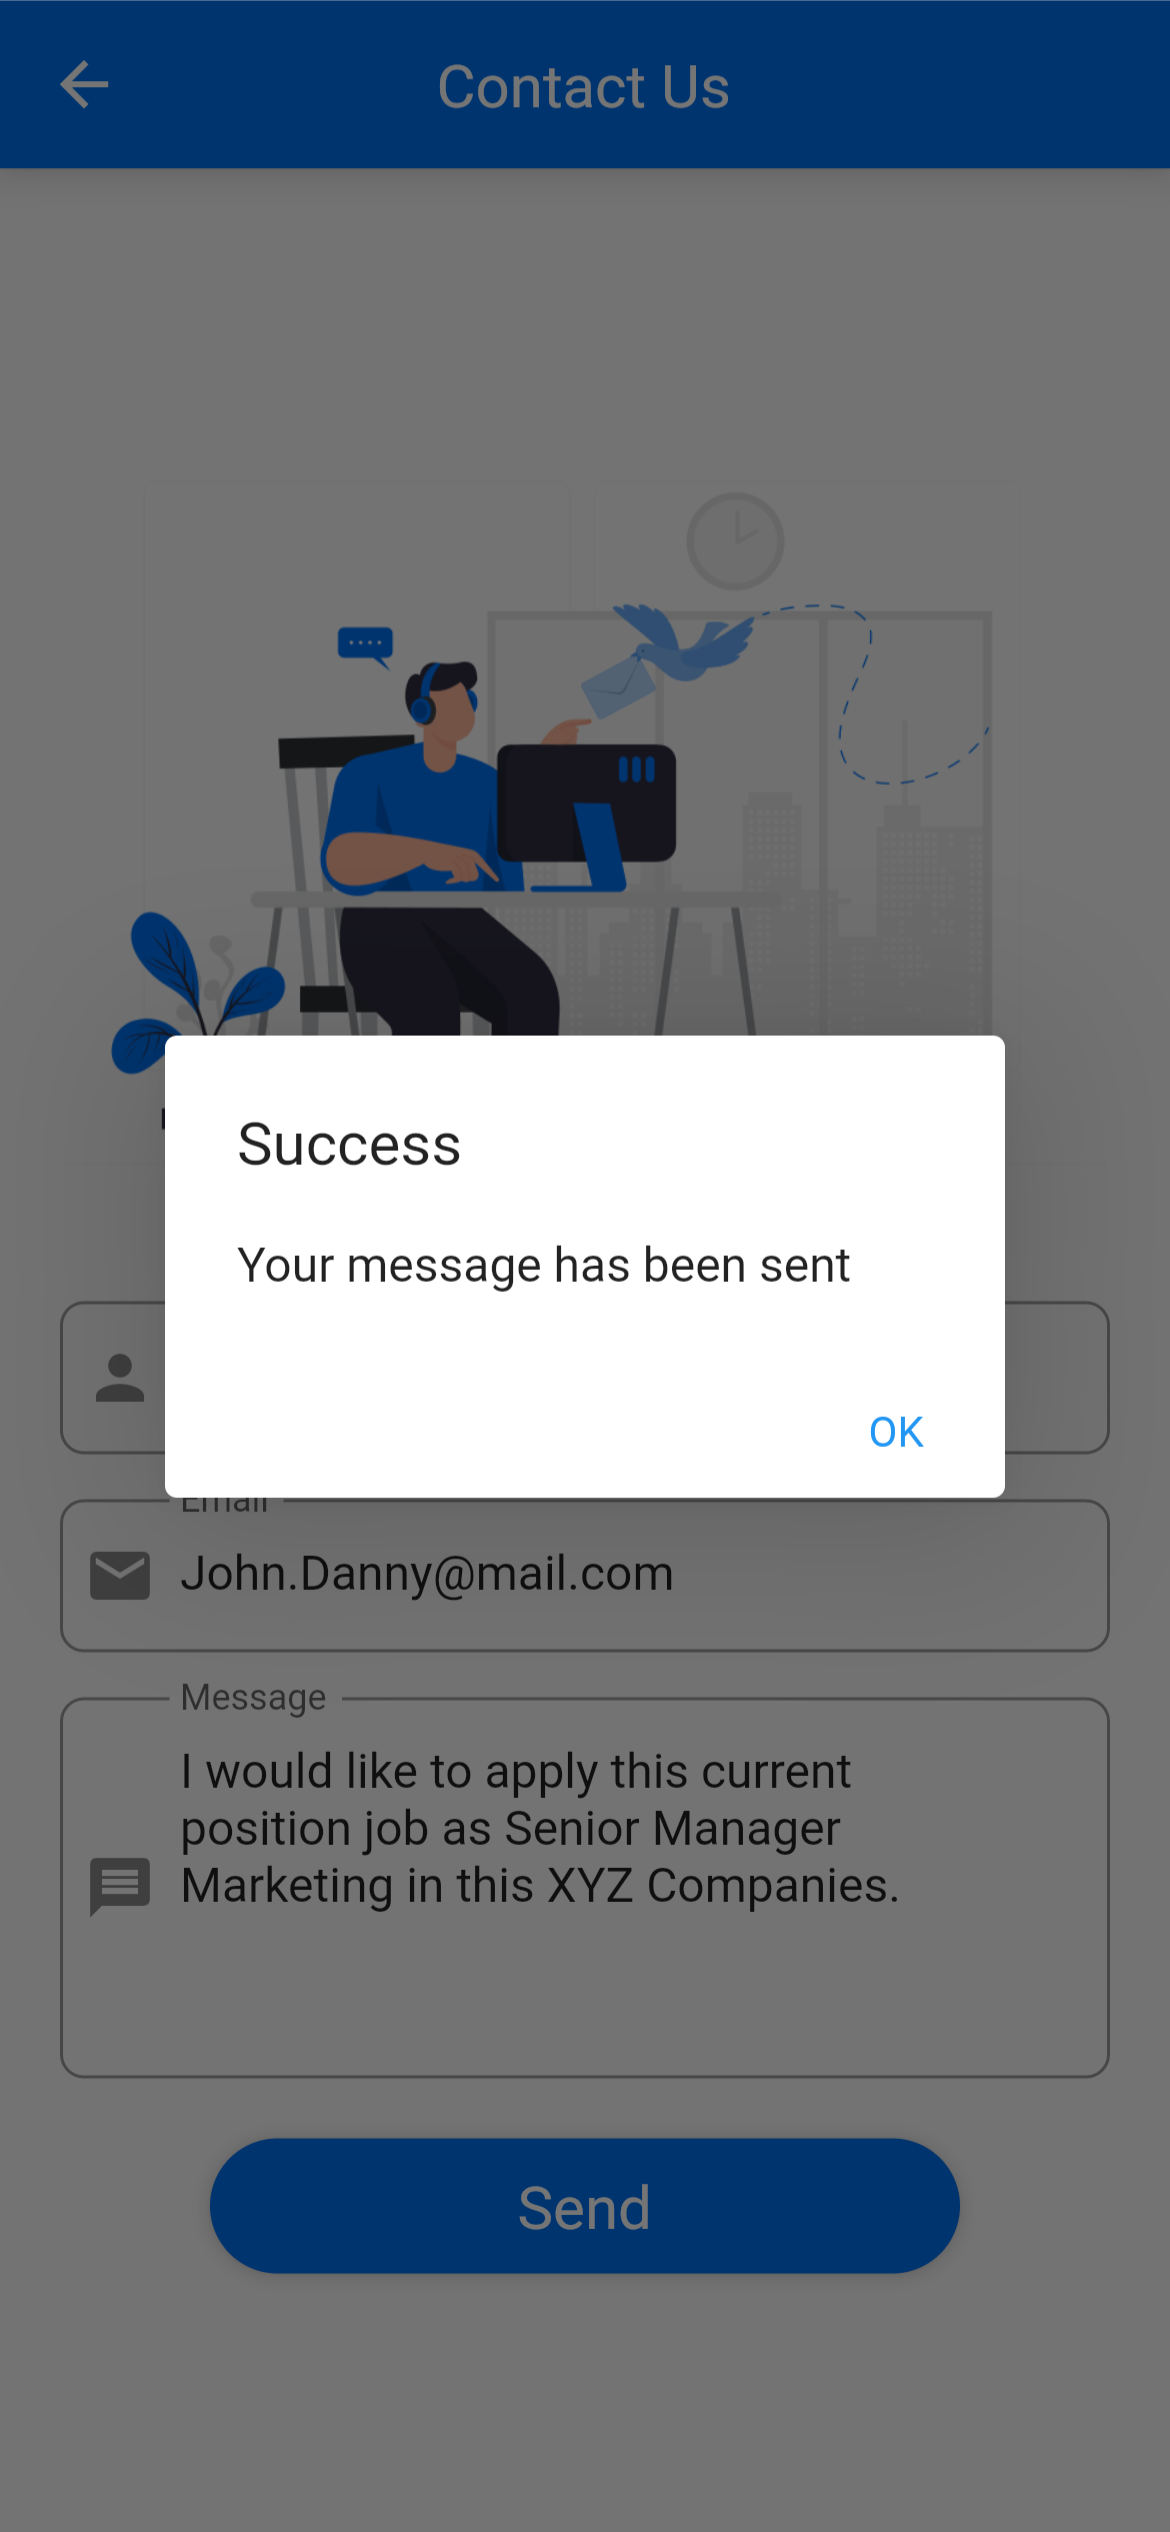 Contact Us
Success
Your message has been sent
OK
Email
John.Danny@mail.com
Message
I would like to apply this current
position job as Senior Manager
Marketing in this XYZ Companies.
Send